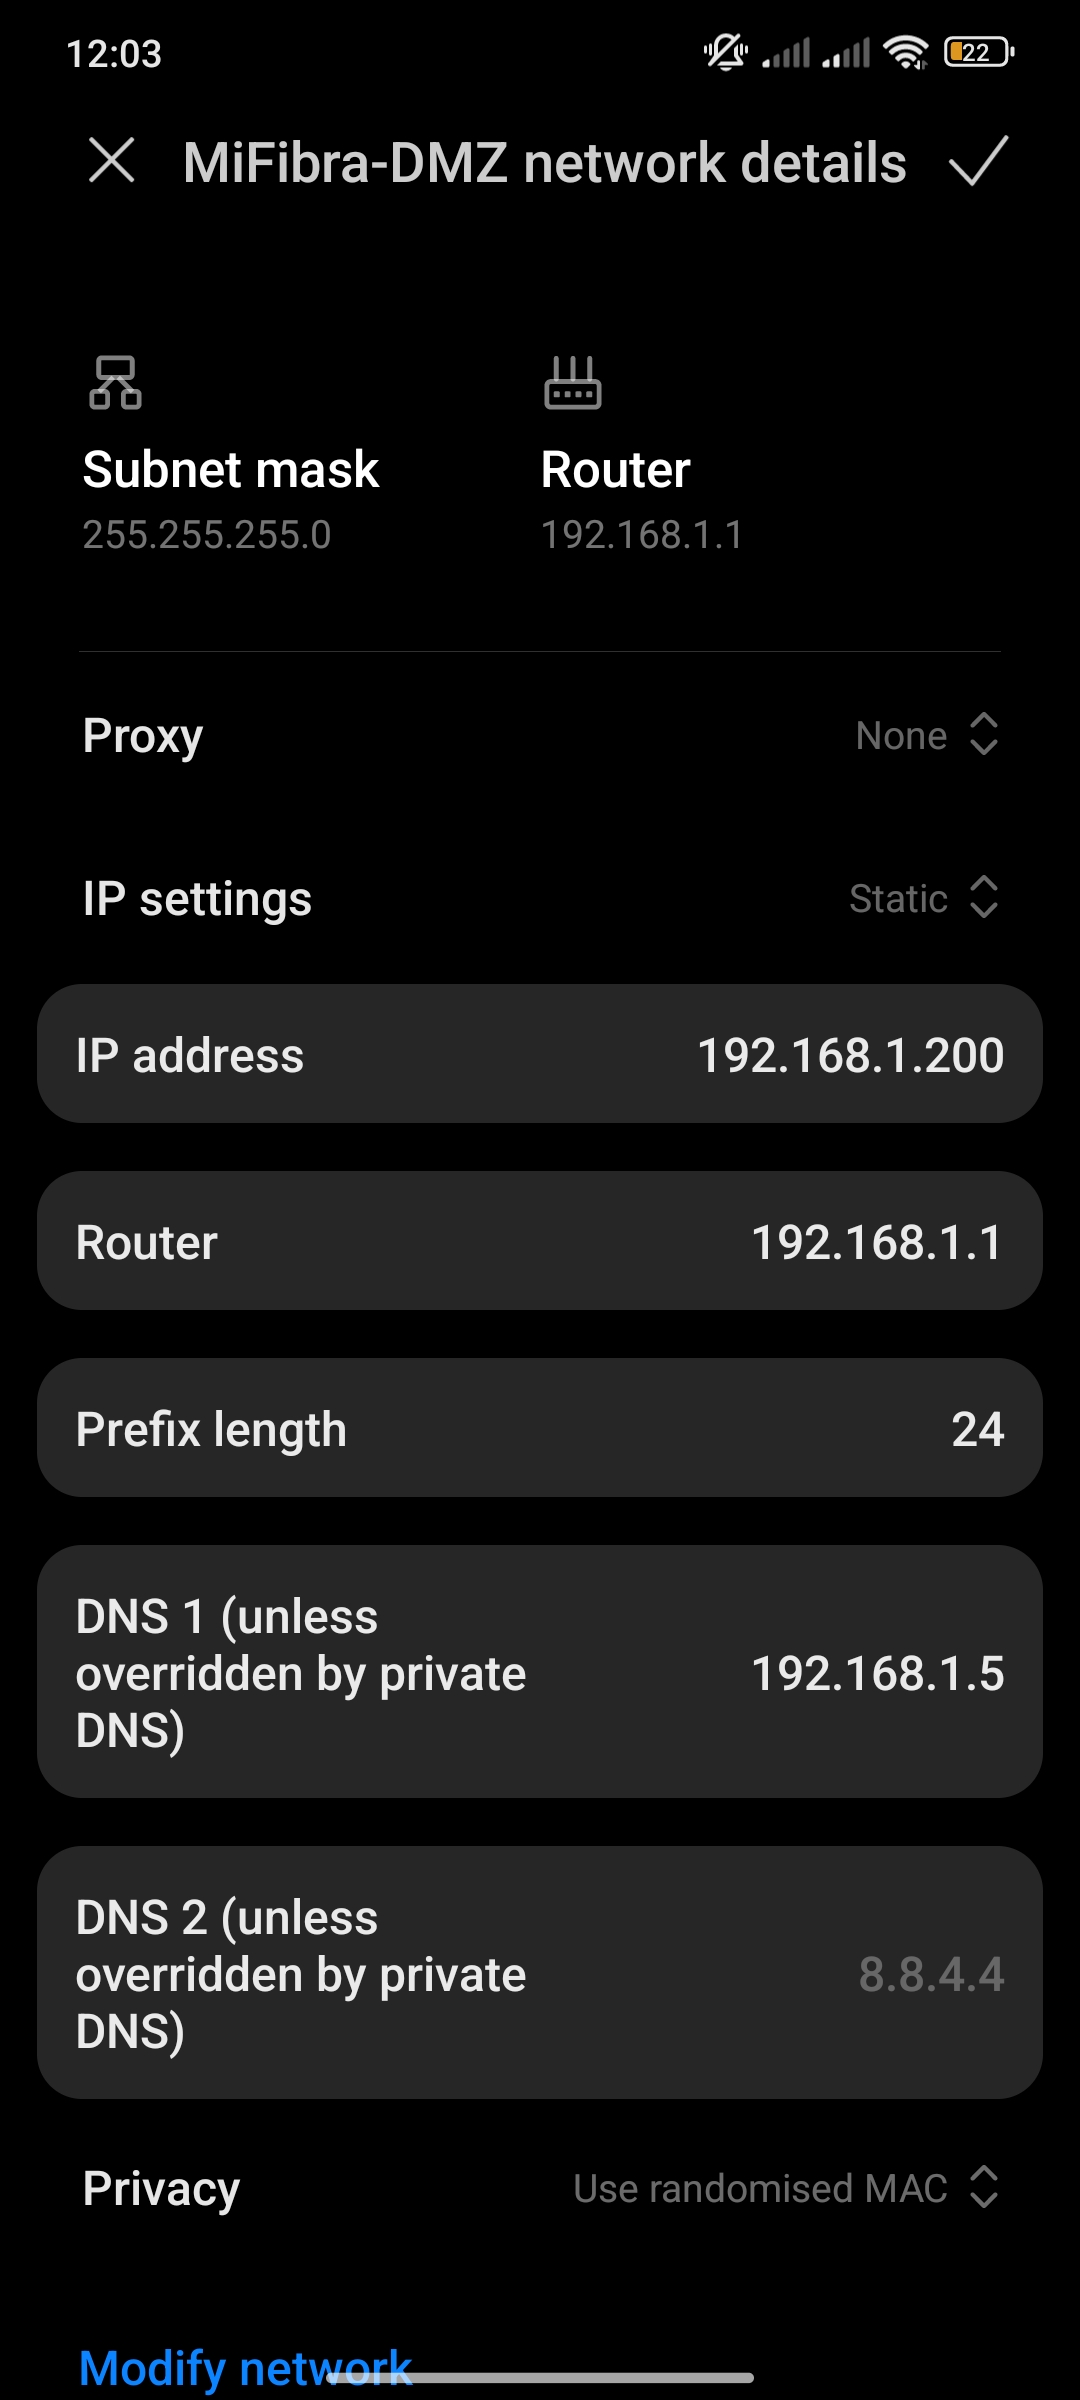 12:03
22
MiFibra-DMZ network details
Subnet mask
Router
255.255.255.0
192.168.1.1
Proxy
None
IP settings
Static
IP address
192.168.1.200
Router
192.168.1.1
Prefix length
24
DNS 1 (unless
overridden by private
DNS)
192.168.1.5
DNS 2 (unless
overridden by private
DNS)
8.8.4.4
Privacy
Use randomised MAC
Modify network